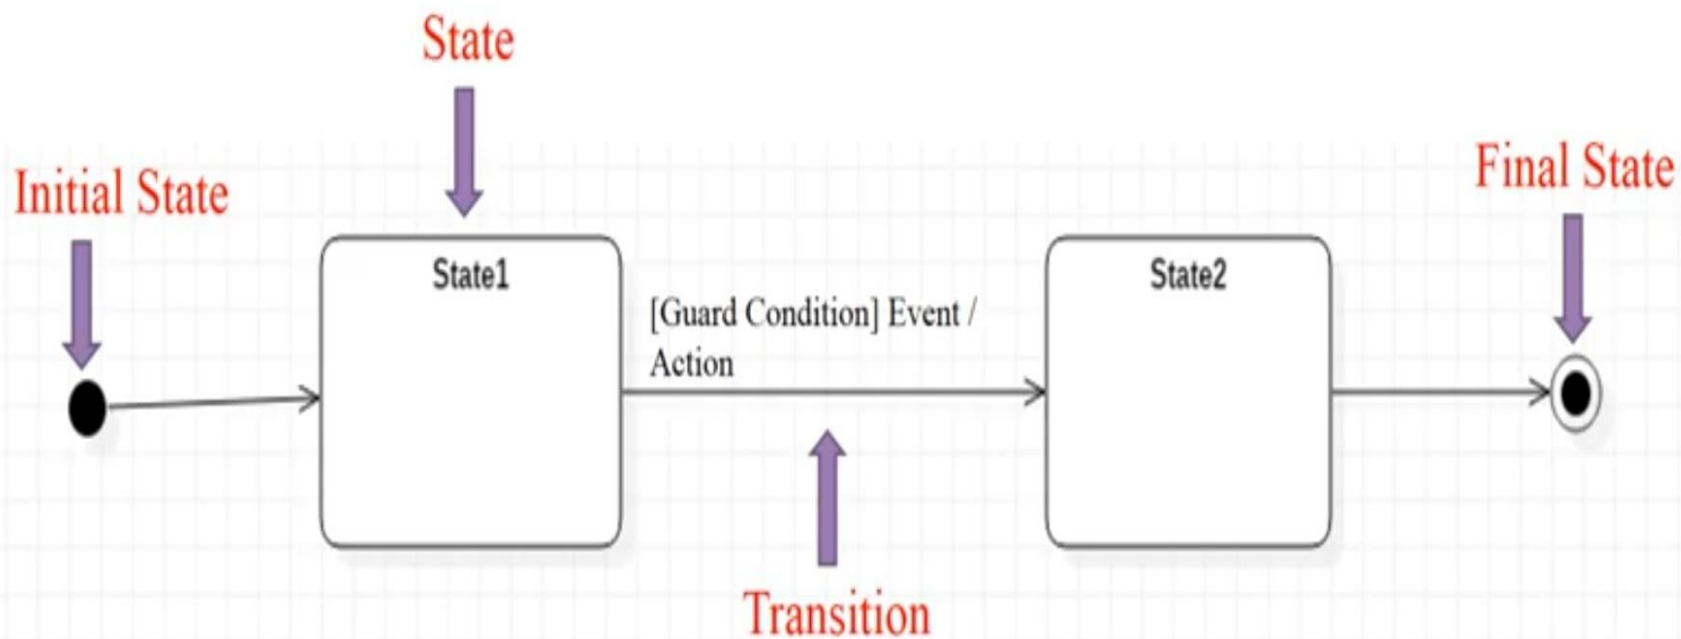 State
Initial State
Final State
State1
State2
[Guard Condition] Event /
Action
Transition